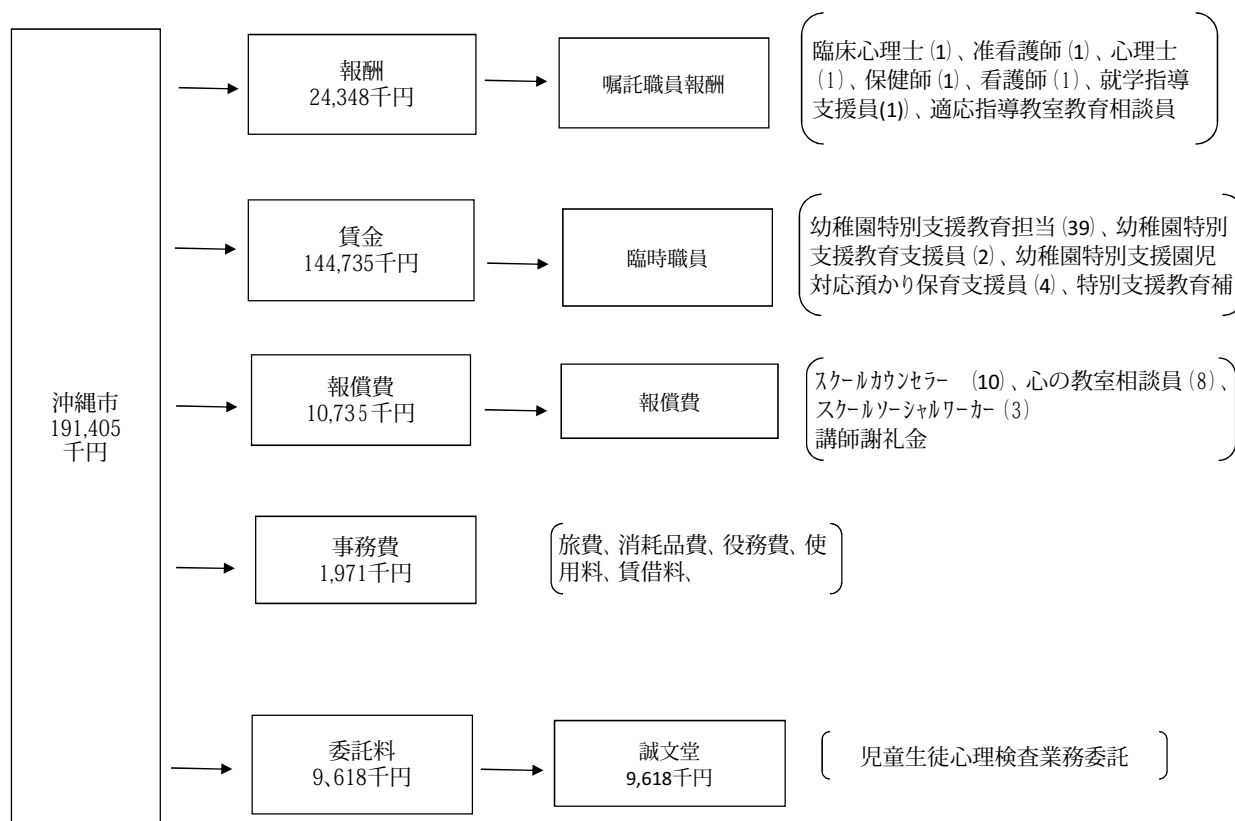 沖縄市
191,405
千円
報酬
24,348千円
嘱託職員報酬
臨床心理士(1)、准看護師(1)、心理士
(1)、保健師(1)、看護師(1)、就学指導
支援員(1)、適応指導教室教育相談員
賃金
144,735千円
臨時職員
幼稚園特別支援教育担当(39)、幼稚園特別
支援教育支援員(2)、幼稚園特別支援園児
対応預かり保育支援員(4)、特別支援教育補
報償費
10,735千円
報償費
スクールカウンセラー (10)、心の教室相談員(8)、
スクールソーシャルワーカー(3)
講師謝礼金
事務費
1,971千円
旅費、消耗品費、役務費、使
用料、賃借料、
委託料
9,618千円
誠文堂
9,618千円
児童生徒心理検査業務委託